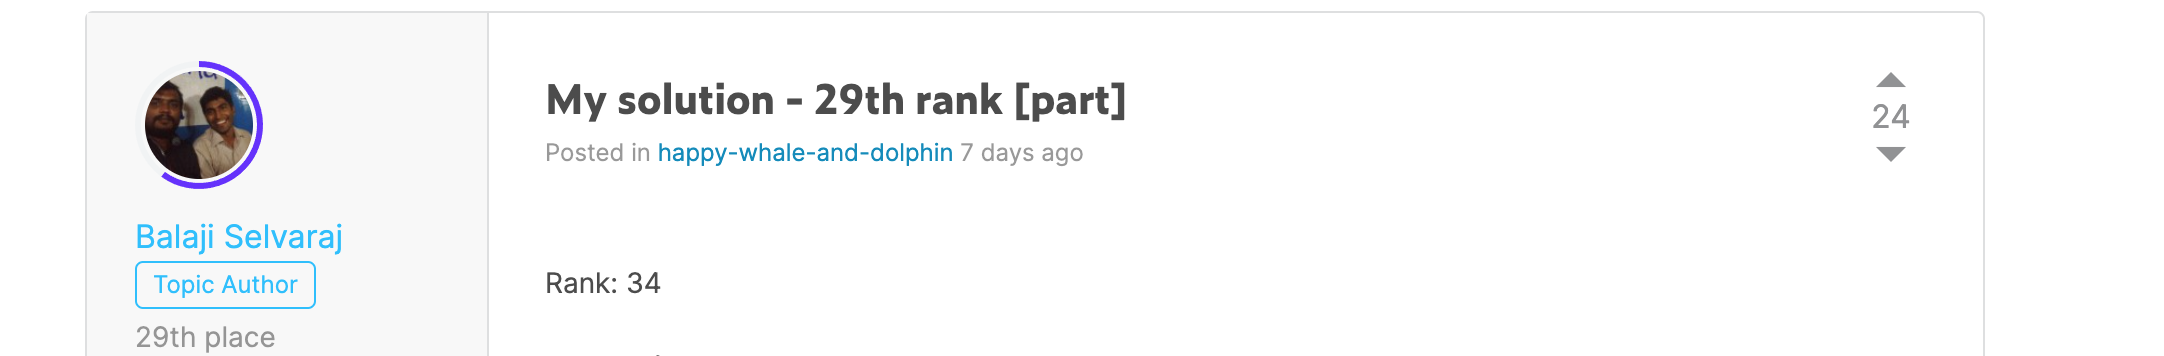 Balaji Selvaraj
Topic Author
29th place
My solution - 29th rank [part]
Posted in happy-whale-and-dolphin 7 days ago
24
Rank: 34